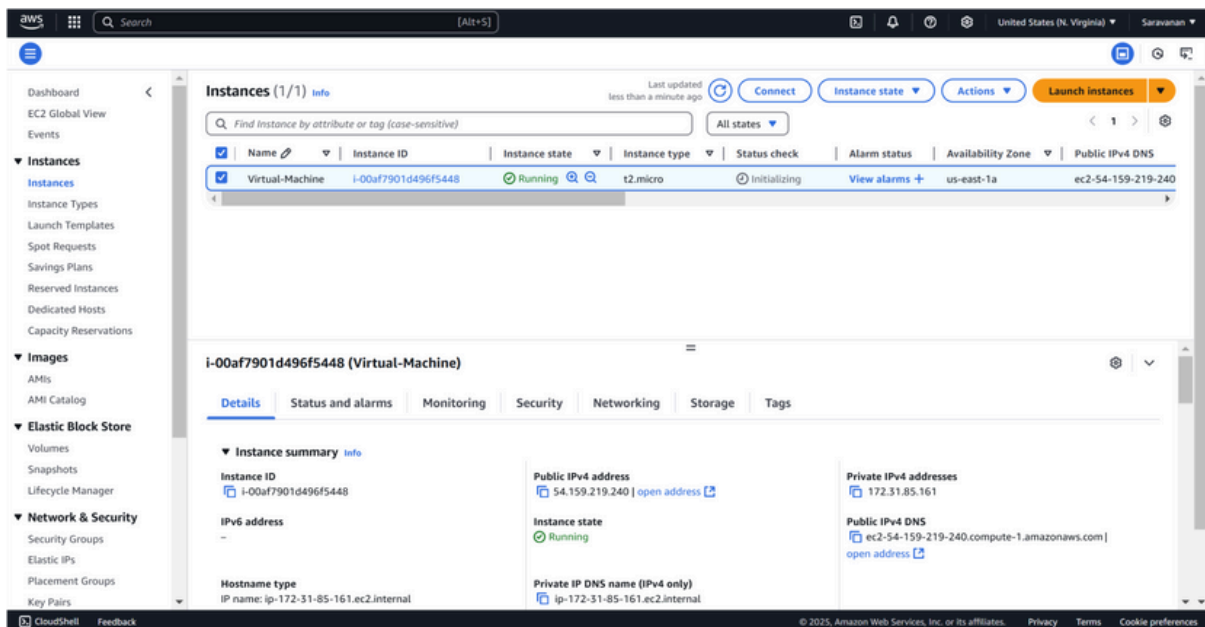 aws Search [Alt+S] United States (N. Virginia) Saravanan
Dashboard
EC2 Global View
Events
Instances
Instances
Instance Types
Launch Templates
Spot Requests
Savings Plans
Reserved Instances
Dedicated Hosts
Capacity Reservations
Images
AMIs
AMI Catalog
Elastic Block Store
Volumes
Snapshots
Lifecycle Manager
Network & Security
Security Groups
Elastic IPs
Placement Groups
Key Pairs
Instances (1/1) Info
Last updated
less than a minute ago
Connect Instance state Actions Launch instances
Find Instance by attribute or tag (case-sensitive) All states 1
Name Instance ID Instance state Instance type Status check Alarm status Availability Zone Public IPv4 DNS
Virtual-Machine i-00af7901d496f5448 Running t2.micro Initializing View alarms + us-east-1a ec2-54-159-219-240
i-00af7901d496f5448 (Virtual-Machine)
Details Status and alarms Monitoring Security Networking Storage Tags
Instance summary Info
Instance ID
i-00af7901d496f5448
Public IPv4 address
54.159.219.240 | open address
Private IPv4 addresses
172.31.85.161
IPv6 address
–
Instance state
Running
Public IPv4 DNS
ec2-54-159-219-240.compute-1.amazonaws.com |
open address
Hostname type
IP name: ip-172-31-85-161.ec2.internal
Private IP DNS name (IPv4 only)
ip-172-31-85-161.ec2.internal
CloudShell Feedback © 2025, Amazon Web Services, Inc. or its affiliates. Privacy Terms Cookie preferences